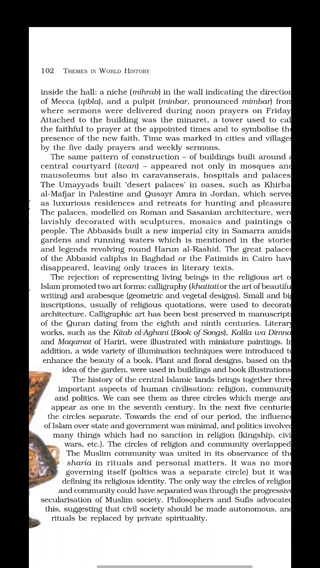 102 THEMES IN WORLD HISTORY
inside the hall: a niche (mihrab) in the wall indicating the direction
of Mecca (qibla), and a pulpit (minbar, pronounced mimbar) from
where sermons were delivered during noon prayers on Friday.
Attached to the building was the minaret, a tower used to call
the faithful to prayer at the appointed times and to symbolise the
presence of the new faith. Time was marked in cities and villages
by the five daily prayers and weekly sermons.
The same pattern of construction – of buildings built around a
central courtyard (iwan) – appeared not only in mosques and
mausoleums but also in caravanserais, hospitals and palaces.
The Umayyads built 'desert palaces' in oases, such as Khirba
al-Mafjar in Palestine and Qusayr Amra in Jordan, which served
as luxurious residences and retreats for hunting and pleasure.
The palaces, modelled on Roman and Sasanian architecture, were
lavishly decorated with sculptures, mosaics and paintings of
people. The Abbasids built a new imperial city in Samarra amidst
gardens and running waters which is mentioned in the stories
and legends revolving round Harun al-Rashid. The great palaces
of the Abbasid caliphs in Baghdad or the Fatimids in Cairo have
disappeared, leaving only traces in literary texts.
The rejection of representing living beings in the religious art of
Islam promoted two art forms: calligraphy (khattati or the art of beautiful
writing) and arabesque (geometric and vegetal designs). Small and big
inscriptions, usually of religious quotations, were used to decorate
architecture. Calligraphic art has been best preserved in manuscripts
of the Quran dating from the eighth and ninth centuries. Literary
works, such as the Kitab al-Aghani (Book of Songs), Kalila wa Dimna,
and Maqamat of Hariri, were illustrated with miniature paintings. In
addition, a wide variety of illumination techniques were introduced to
enhance the beauty of a book. Plant and floral designs, based on the
idea of the garden, were used in buildings and book illustrations.
The history of the central Islamic lands brings together three
important aspects of human civilisation: religion, community
and politics. We can see them as three circles which merge and
appear as one in the seventh century. In the next five centuries
the circles separate. Towards the end of our period, the influence
of Islam over state and government was minimal, and politics involved
many things which had no sanction in religion (kingship, civil
wars, etc.). The circles of religion and community overlapped.
The Muslim community was united in its observance of the
sharia in rituals and personal matters. It was no more
governing itself (poltics was a separate circle) but it was
defining its religious identity. The only way the circles of religion
and community could have separated was through the progressive
secularisation of Muslim society. Philosophers and Sufis advocated
this, suggesting that civil society should be made autonomous, and
rituals be replaced by private spirituality.